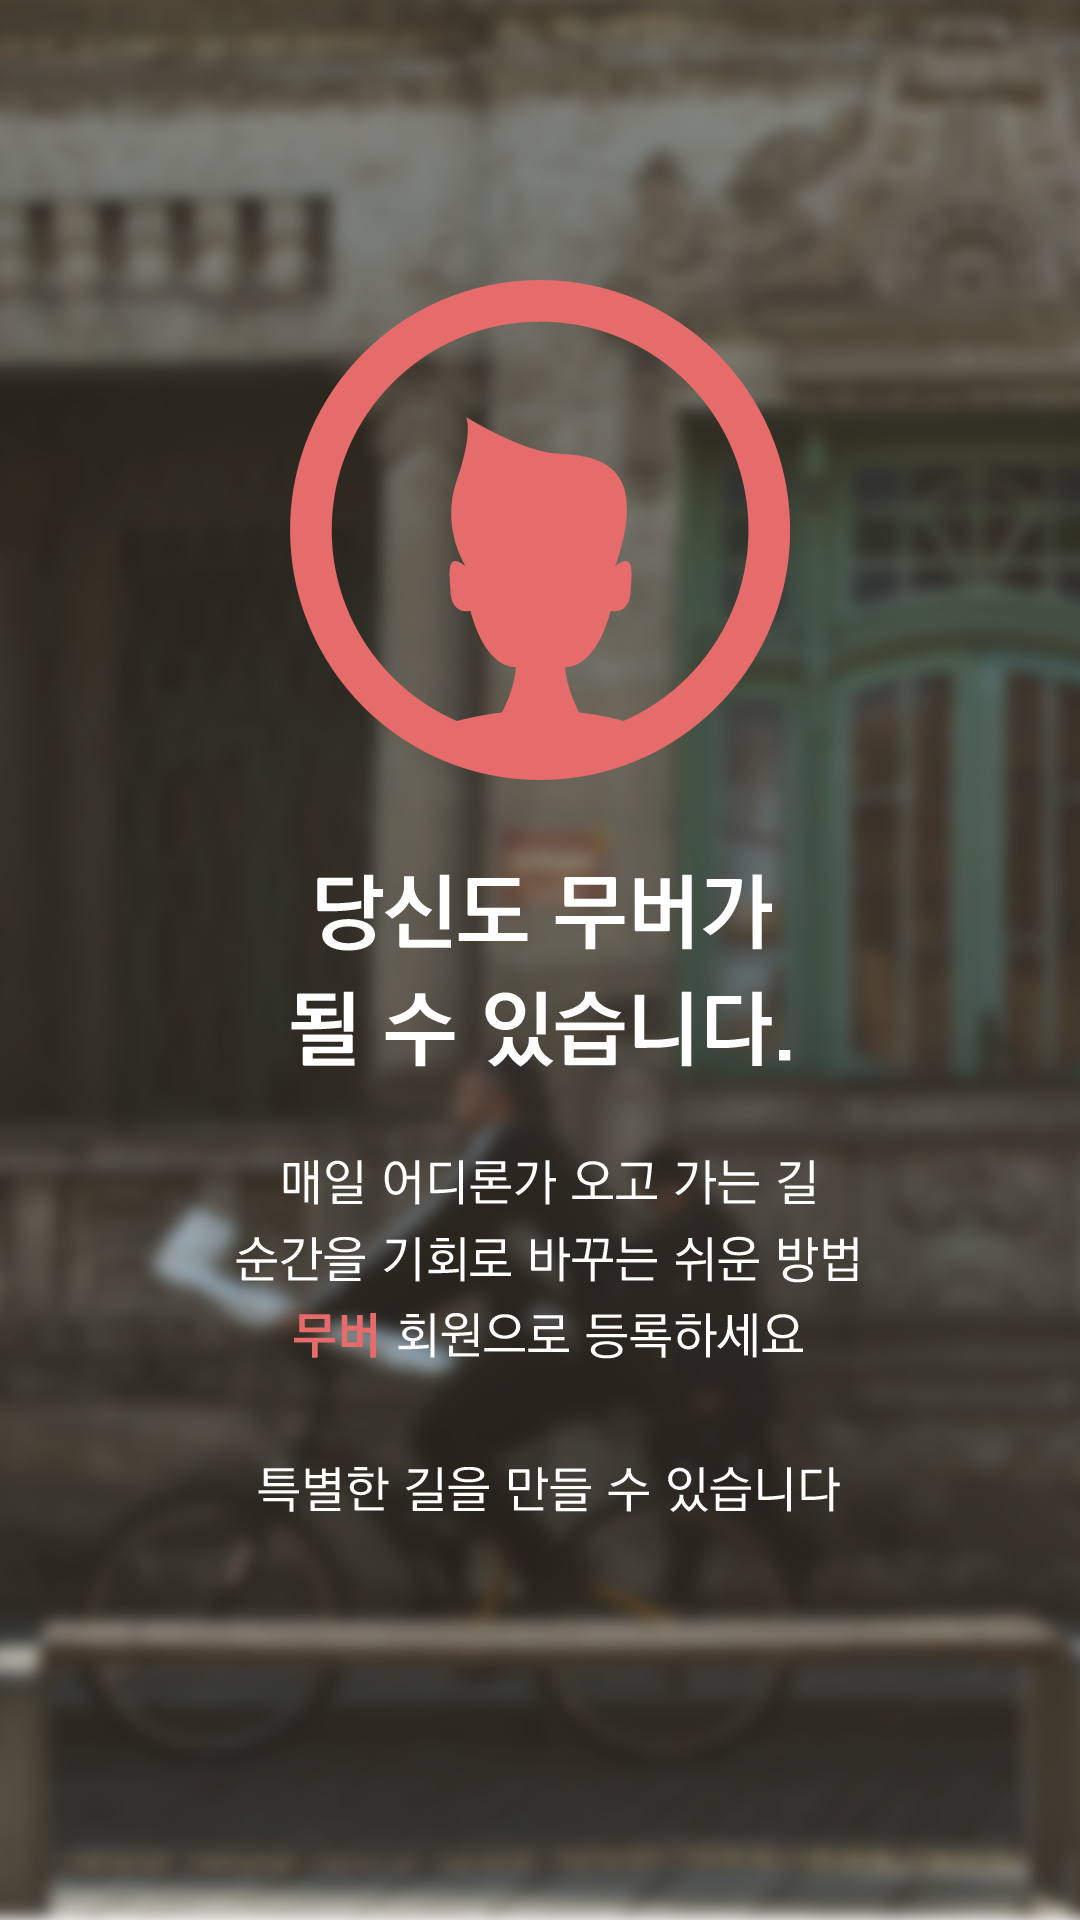 당신도 무버가
될 수 있습니다.
매일 어디론가 오고 가는 길
순간을 기회로 바꾸는 쉬운 방법
무버 회원으로 등록하세요
특별한 길을 만들 수 있습니다